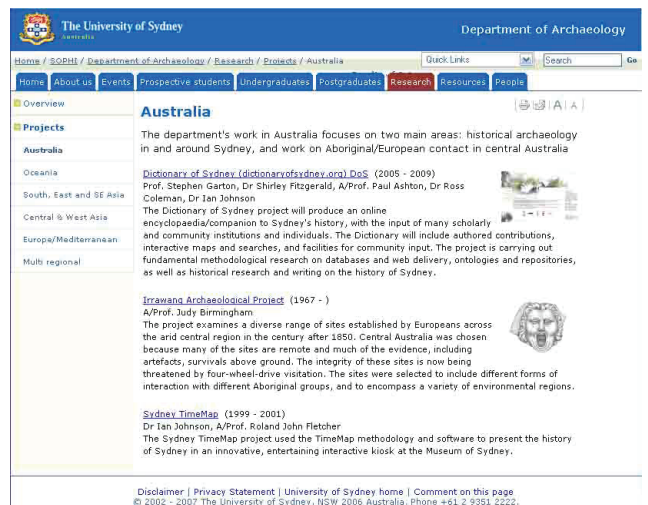 The University of Sydney
Australia
Department of Archaeology
Home / SOPHI / Department of Archaeology / Research / Projects / Australia
Quick Links
Search
Go
Home
About us
Events
Prospective students
Undergraduates
Postgraduates
Research
Resources
People
Overview
Projects
Australia
Oceania
South, East and SE Asia
Central & West Asia
Europe/Mediterranean
Multi regional
A
A
Australia
The department's work in Australia focuses on two main areas: historical archaeology
in and around Sydney, and work on Aboriginal/European contact in central Australia
Dictionary of Sydney (dictionaryofsydney.org) DoS (2005 - 2009)
Prof. Stephen Garton, Dr Shirley Fitzgerald, A/Prof. Paul Ashton, Dr Ross
Coleman, Dr Ian Johnson
The Dictionary of Sydney project will produce an online
encyclopaedia/companion to Sydney's history, with the input of many scholarly
and community institutions and individuals. The Dictionary will include authored contributions,
interactive maps and searches, and facilities for community input. The project is carrying out
fundamental methodological research on databases and web delivery, ontologies and repositories,
as well as historical research and writing on the history of Sydney.
Irrawang Archaeological Project (1967 - )
A/Prof. Judy Birmingham
The project examines a diverse range of sites established by Europeans across
the arid central region in the century after 1850. Central Australia was chosen
because many of the sites are remote and much of the evidence, including
artefacts, survivals above ground. The integrity of these sites is now being
threatened by four-wheel-drive visitation. The sites were selected to include different forms of
interaction with different Aboriginal groups, and to encompass a variety of environmental regions.
Sydney TimeMap (1999 - 2001)
Dr Ian Johnson, A/Prof. Roland John Fletcher
The Sydney TimeMap project used the TimeMap methodology and software to present the history
of Sydney in an innovative, entertaining interactive kiosk at the Museum of Sydney.
Disclaimer | Privacy Statement | University of Sydney home | Comment on this page
© 2002 - 2007 The University of Sydney, NSW 2006 Australia. Phone +61 2 9351 2222.